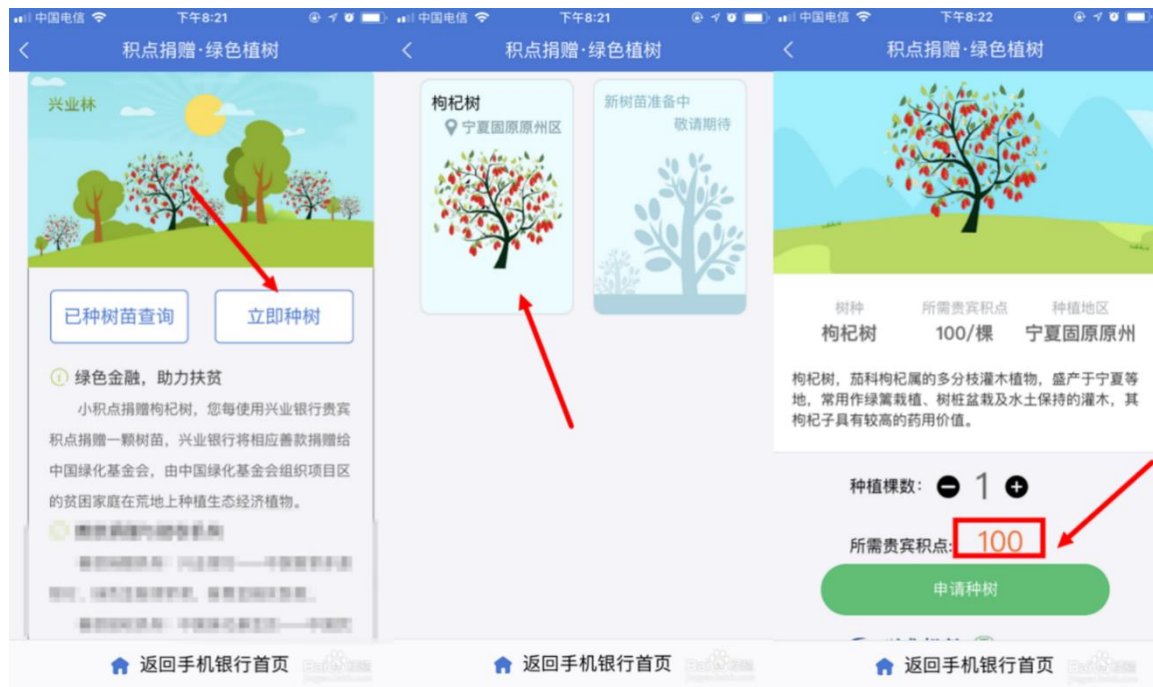 中国电信
下午8:21
积点捐赠·绿色植树
兴业林
已种树苗查询
立即种树
绿色金融，助力扶贫
小积点捐赠枸杞树，您每使用兴业银行贵宾
积点捐赠一颗树苗，兴业银行将相应善款捐赠给
中国绿化基金会，由中国绿化基金会组织项目区
的贫困家庭在荒地上种植生态经济植物。
返回手机银行首页
中国电信
下午8:21
积点捐赠·绿色植树
枸杞树
宁夏固原原州区
新树苗准备中
敬请期待
返回手机银行首页
中国电信
下午8:22
积点捐赠·绿色植树
树种
所需贵宾积点
种植地区
枸杞树
100/棵
宁夏固原原州
枸杞树，茄科枸杞属的多分枝灌木植物，盛产于宁夏等
地，常用作绿篱栽植、树桩盆栽及水土保持的灌木，其
枸杞子具有较高的药用价值。
种植棵数：
1
所需贵宾积点:
100
申请种树
返回手机银行首页